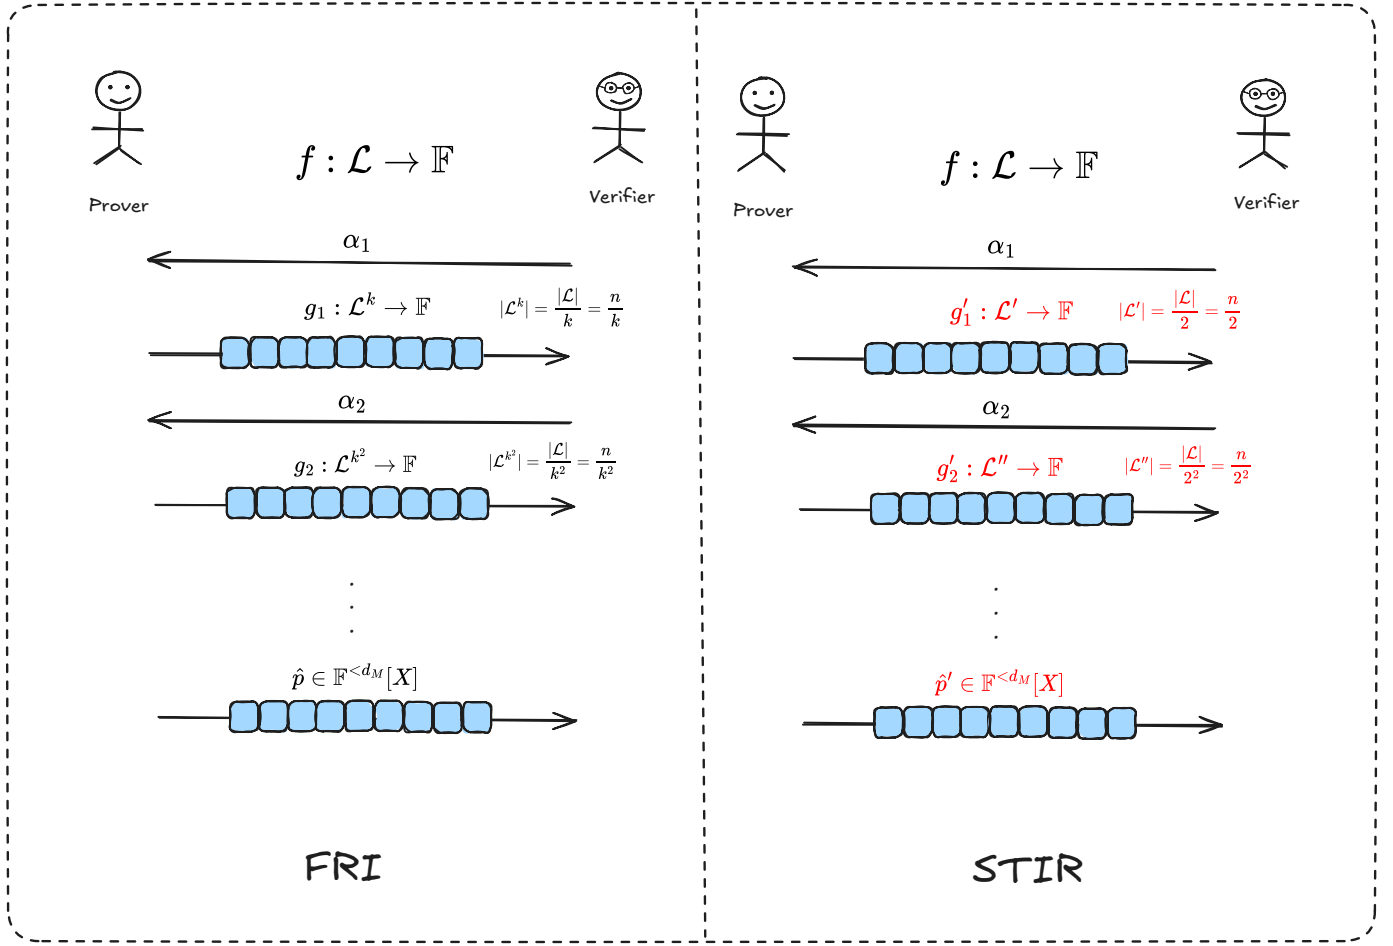 f : ℒ → 𝔽
Prover
Verifier
α₁
g₁ : ℒᵏ → 𝔽
|ℒᵏ| = |ℒ|/k = n/k
α₂
g₂ : ℒ^{k²} → 𝔽
|ℒ^{k²}| = |ℒ|/k² = n/k²
.
.
.
p̂ ∈ 𝔽^{<d_M}[X]
FRI
f : ℒ → 𝔽
Prover
Verifier
α₁
g′₁ : ℒ′ → 𝔽
|ℒ′| = |ℒ|/2 = n/2
α₂
g′₂ : ℒ′′ → 𝔽
|ℒ′′| = |ℒ|/2² = n/2²
.
.
.
p̂′ ∈ 𝔽^{<d_M}[X]
STIR